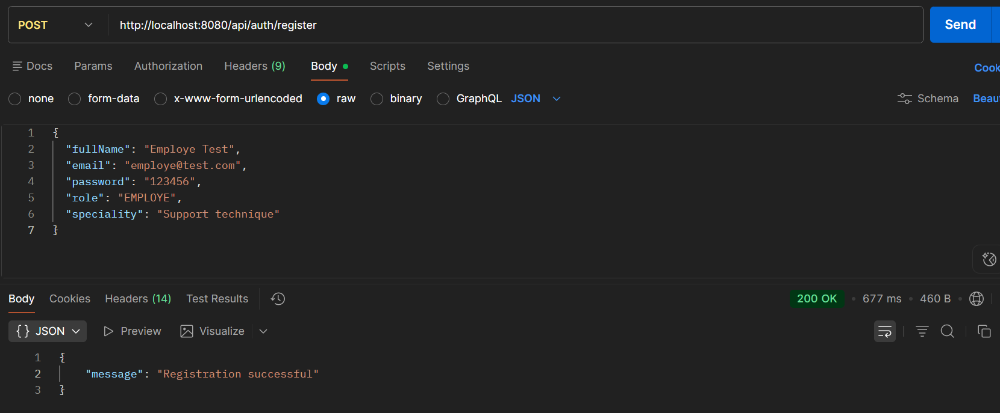 POST http://localhost:8080/api/auth/register Send
Docs Params Authorization Headers (9) Body Scripts Settings Cook
none form-data x-www-form-urlencoded raw binary GraphQL JSON Schema Beau
1 {
2 "fullName": "Employe Test",
3 "email": "employe@test.com",
4 "password": "123456",
5 "role": "EMPLOYE",
6 "speciality": "Support technique"
7 }
Body Cookies Headers (14) Test Results 200 OK • 677 ms • 460 B •
{} JSON Preview Visualize
1 {
2 "message": "Registration successful"
3 }